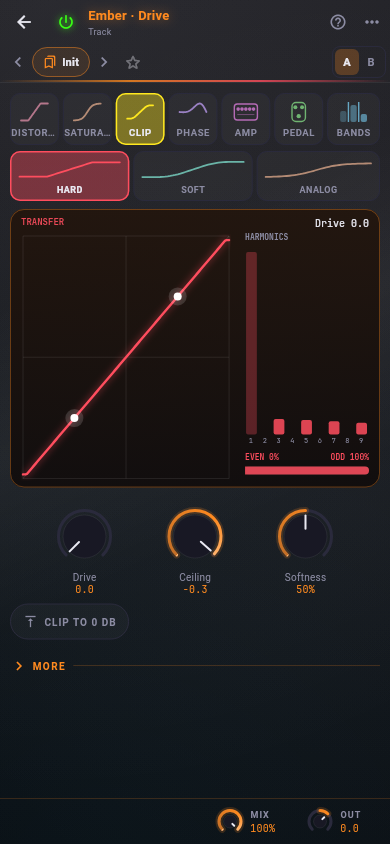 Ember · Drive
Track
Init
A B
DISTOR... SATURA... CLIP PHASE AMP PEDAL BANDS
HARD SOFT ANALOG
TRANSFER Drive 0.0
HARMONICS
1 2 3 4 5 6 7 8 9
EVEN 0% ODD 100%
Drive Ceiling Softness
0.0 -0.3 50%
CLIP TO 0 DB
MORE
MIX OUT
100% 0.0